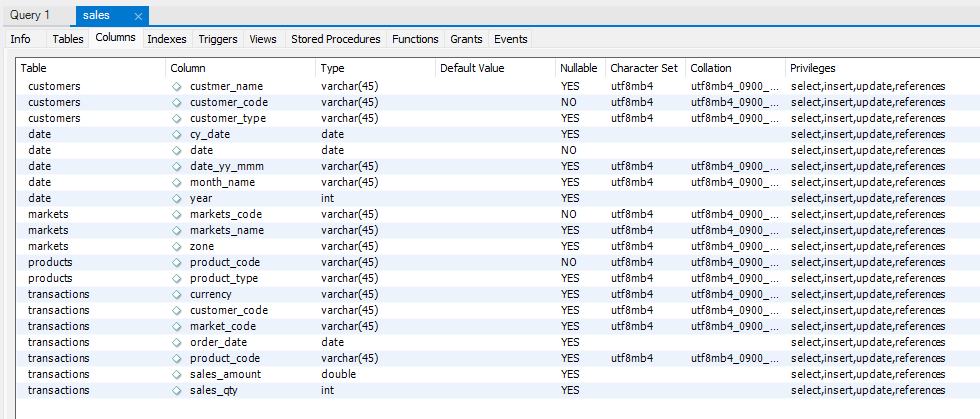 Query 1 sales ×
Info Tables Columns Indexes Triggers Views Stored Procedures Functions Grants Events
Table Column Type Default Value Nullable Character Set Collation Privileges
customers custmer_name varchar(45) YES utf8mb4 utf8mb4_0900_... select,insert,update,references
customers customer_code varchar(45) NO utf8mb4 utf8mb4_0900_... select,insert,update,references
customers customer_type varchar(45) YES utf8mb4 utf8mb4_0900_... select,insert,update,references
date cy_date date YES select,insert,update,references
date date date NO select,insert,update,references
date date_yy_mmm varchar(45) YES utf8mb4 utf8mb4_0900_... select,insert,update,references
date month_name varchar(45) YES utf8mb4 utf8mb4_0900_... select,insert,update,references
date year int YES select,insert,update,references
markets markets_code varchar(45) NO utf8mb4 utf8mb4_0900_... select,insert,update,references
markets markets_name varchar(45) YES utf8mb4 utf8mb4_0900_... select,insert,update,references
markets zone varchar(45) YES utf8mb4 utf8mb4_0900_... select,insert,update,references
products product_code varchar(45) NO utf8mb4 utf8mb4_0900_... select,insert,update,references
products product_type varchar(45) YES utf8mb4 utf8mb4_0900_... select,insert,update,references
transactions currency varchar(45) YES utf8mb4 utf8mb4_0900_... select,insert,update,references
transactions customer_code varchar(45) YES utf8mb4 utf8mb4_0900_... select,insert,update,references
transactions market_code varchar(45) YES utf8mb4 utf8mb4_0900_... select,insert,update,references
transactions order_date date YES select,insert,update,references
transactions product_code varchar(45) YES utf8mb4 utf8mb4_0900_... select,insert,update,references
transactions sales_amount double YES select,insert,update,references
transactions sales_qty int YES select,insert,update,references